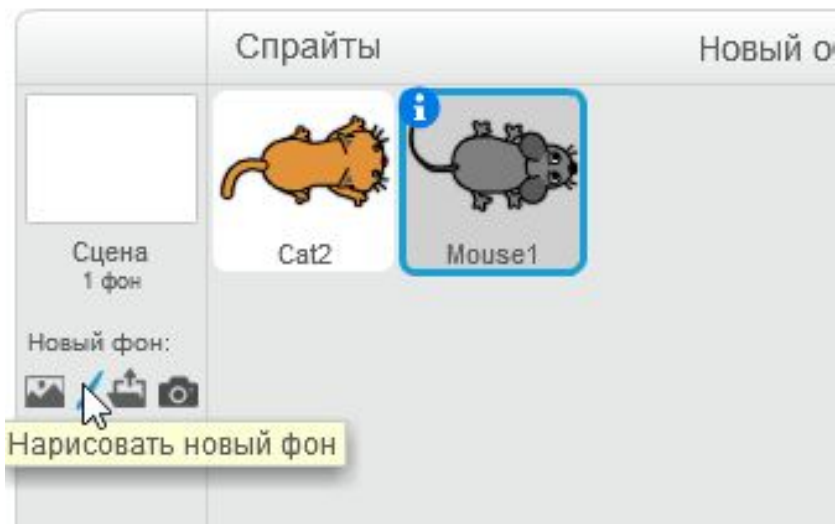 Спрайты
Новый
Сцена
1 фон
Cat2
Mouse1
Новый фон:
Нарисовать новый фон